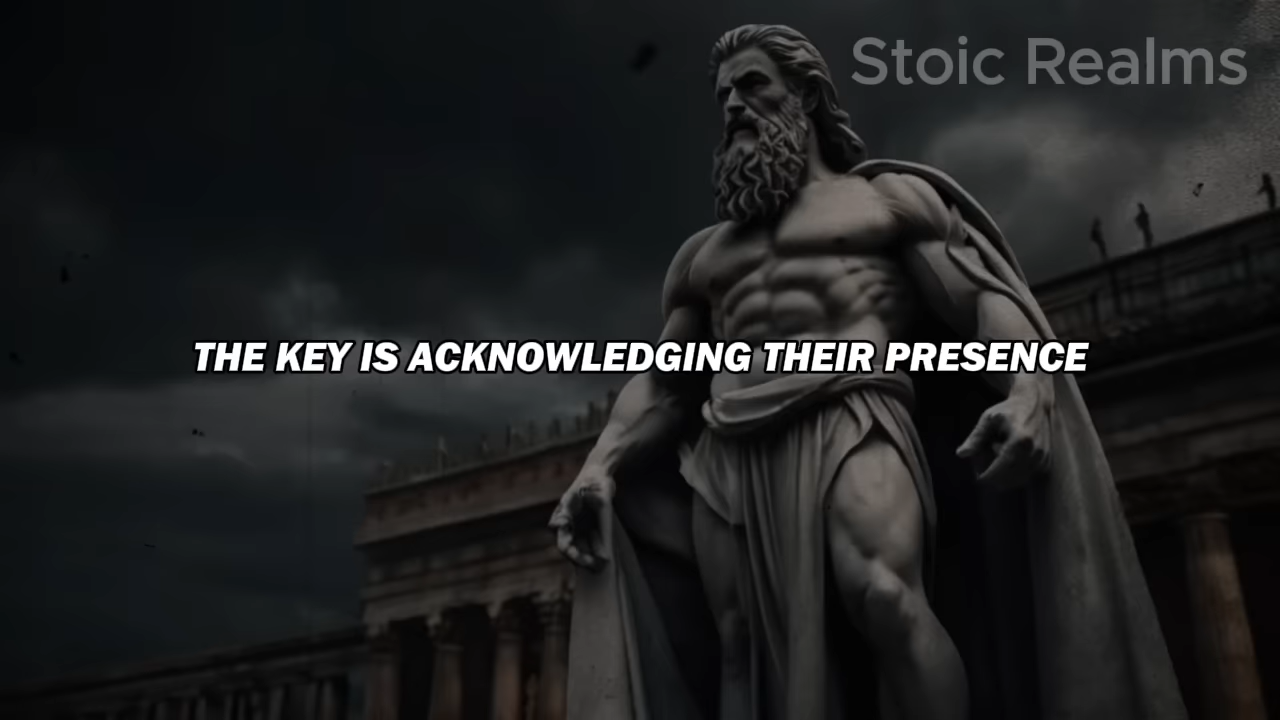 Stoic Realms
THE KEY IS ACKNOWLEDGING THEIR PRESENCE